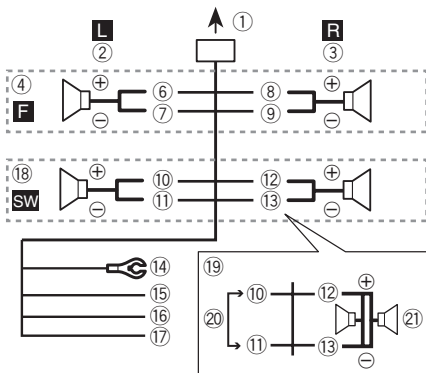 L R ①
② ③
④ ⊕ ⑥ ⑧ ⊕
F ⊖ ⑦ ⑨ ⊖
⑱ ⊕ ⑩ ⑫ ⊕
SW ⊖ ⑪ ⑬ ⊖
⑭ ⑲
⑮ ⑩ ⑫ ⊕
⑯ ⑳ ㉑
⑰ ⑪ ⑬ ⊖